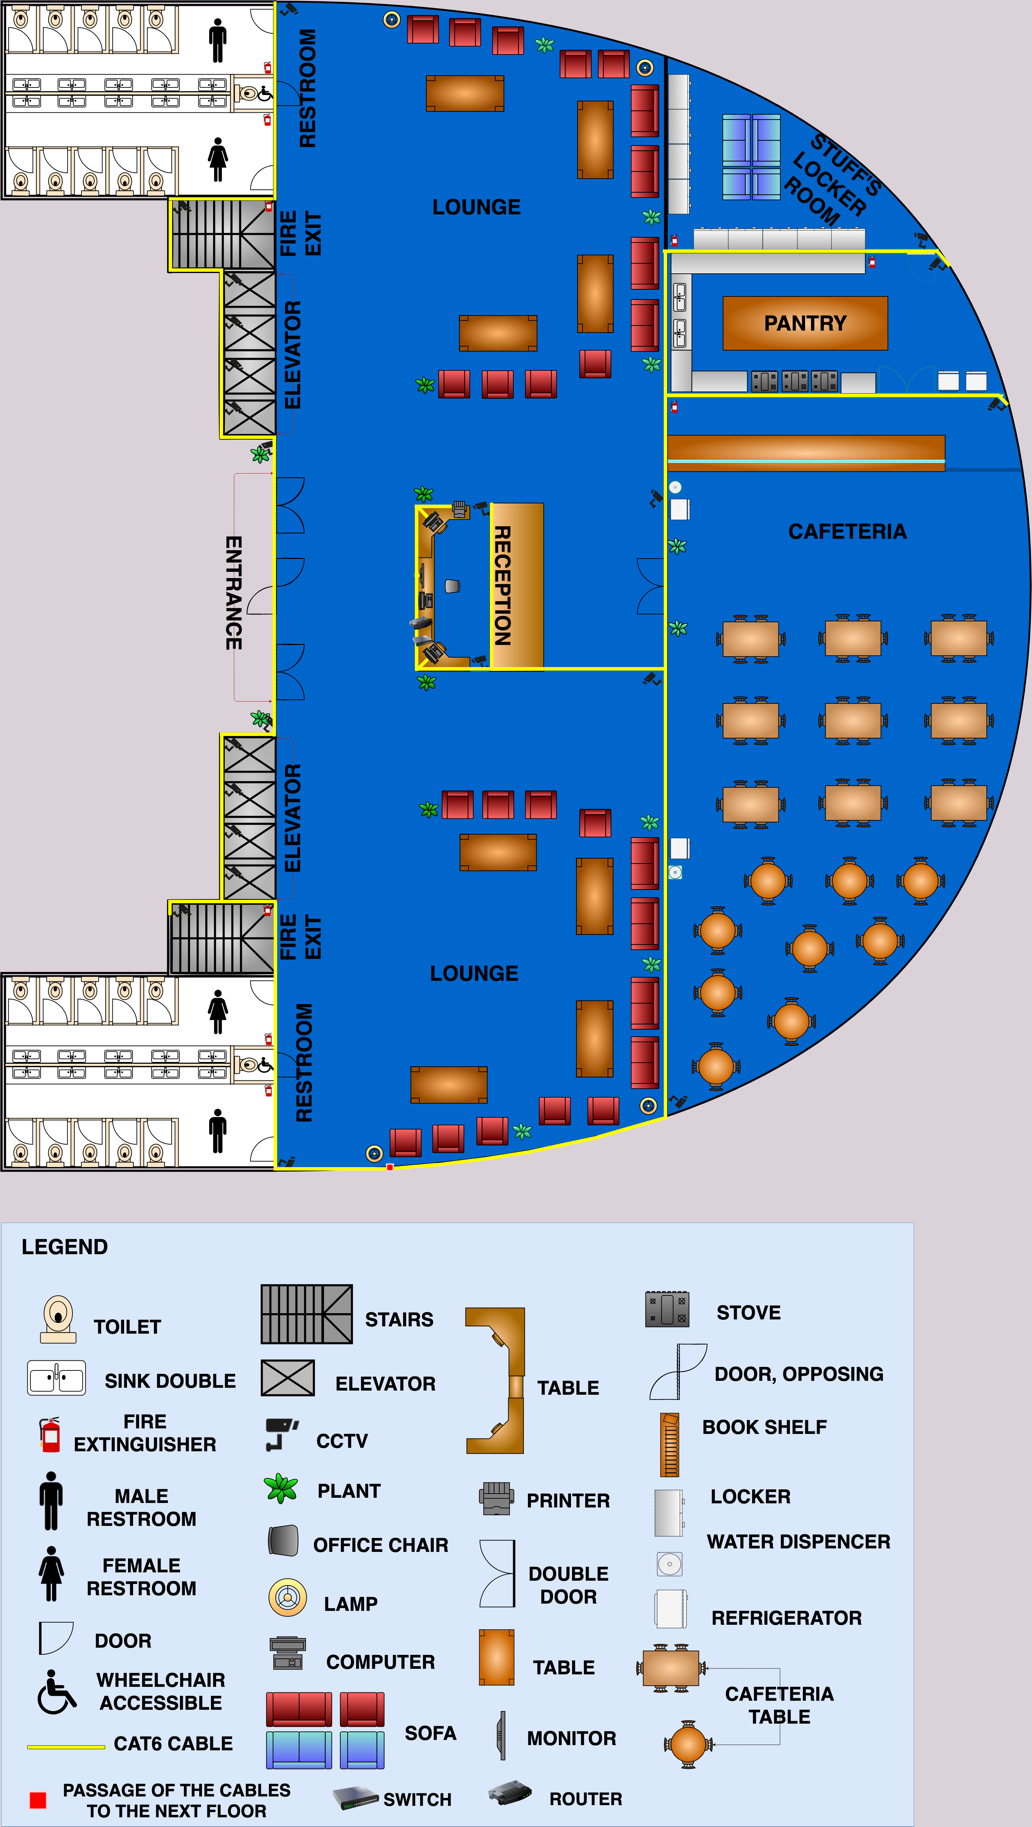 RESTROOM
LOUNGE
STUFF'S
LOCKER
ROOM
FIRE
EXIT
ELEVATOR
PANTRY
ENTRANCE
RECEPTION
CAFETERIA
ELEVATOR
FIRE
EXIT
LOUNGE
RESTROOM
LEGEND
TOILET
SINK DOUBLE
FIRE
EXTINGUISHER
MALE
RESTROOM
FEMALE
RESTROOM
DOOR
WHEELCHAIR
ACCESSIBLE
CAT6 CABLE
PASSAGE OF THE CABLES
TO THE NEXT FLOOR
STAIRS
ELEVATOR
CCTV
PLANT
OFFICE CHAIR
LAMP
COMPUTER
SOFA
SWITCH
TABLE
PRINTER
DOUBLE
DOOR
TABLE
MONITOR
ROUTER
STOVE
DOOR, OPPOSING
BOOK SHELF
LOCKER
WATER DISPENCER
REFRIGERATOR
CAFETERIA
TABLE